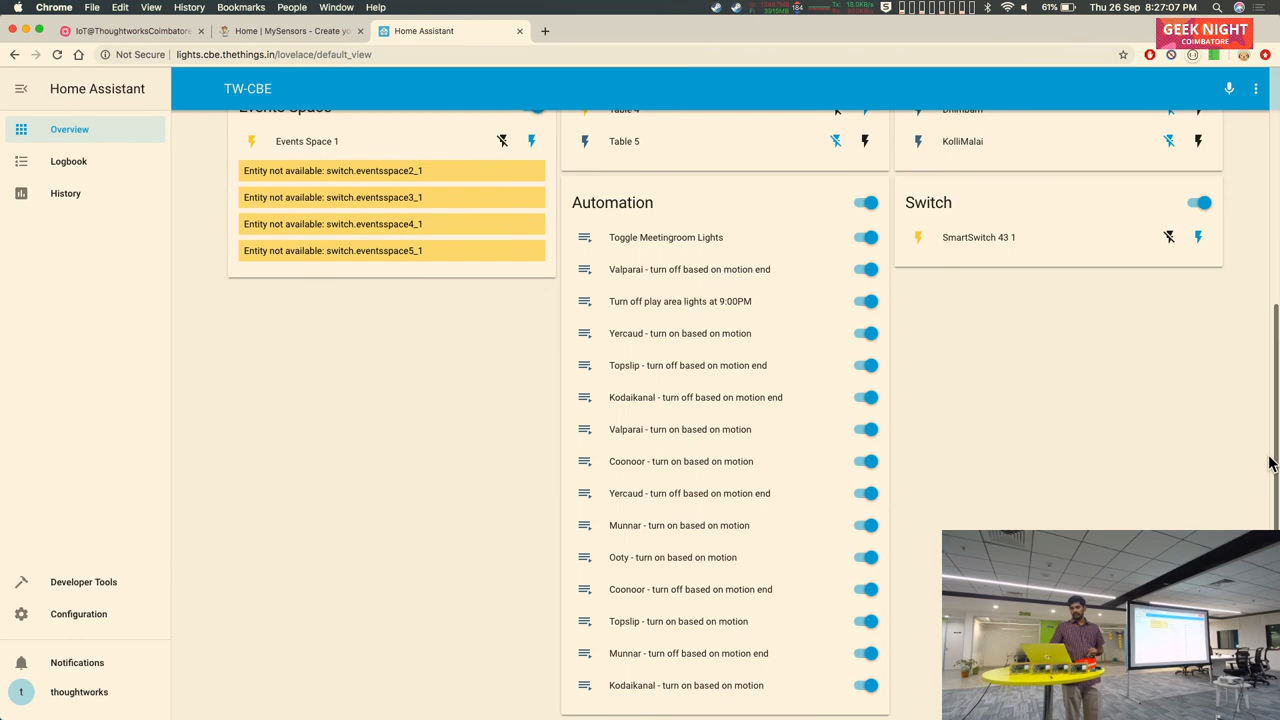 Chrome File Edit View History Bookmarks People Window Help
61% Thu 26 Sep 8:27:07 PM
IoT@ThoughtworksCoimbatore
Home | MySensors - Create yo
Home Assistant
GEEK NIGHT
COIMBATORE
Not Secure lights.cbe.thethings.in/lovelace/default_view
Home Assistant
TW-CBE
Overview
Logbook
History
Developer Tools
Configuration
Notifications
t thoughtworks
Events Space
Events Space 1
Entity not available: switch.eventsspace2_1
Entity not available: switch.eventsspace3_1
Entity not available: switch.eventsspace4_1
Entity not available: switch.eventsspace5_1
Table 4
Table 5
Automation
Toggle Meetingroom Lights
Valparai - turn off based on motion end
Turn off play area lights at 9:00PM
Yercaud - turn on based on motion
Topslip - turn off based on motion end
Kodaikanal - turn off based on motion end
Valparai - turn on based on motion
Coonoor - turn on based on motion
Yercaud - turn off based on motion end
Munnar - turn on based on motion
Ooty - turn on based on motion
Coonoor - turn off based on motion end
Topslip - turn on based on motion
Munnar - turn off based on motion end
Kodaikanal - turn on based on motion
Dhimbam
KolliMalai
Switch
SmartSwitch 43 1